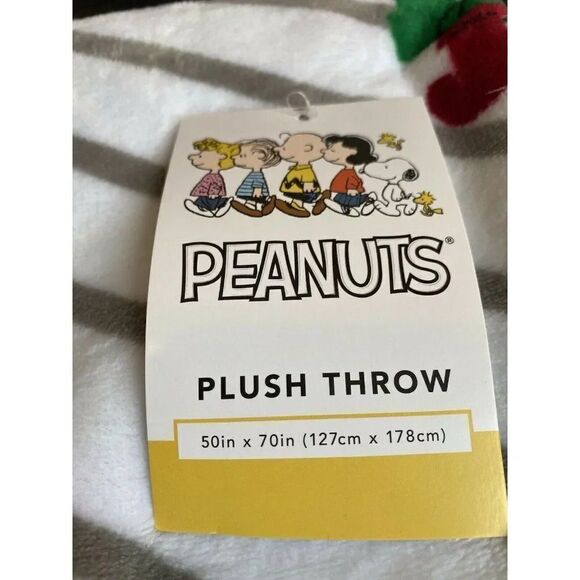 PEANUTS®
PLUSH THROW
50in x 70in (127cm x 178cm)